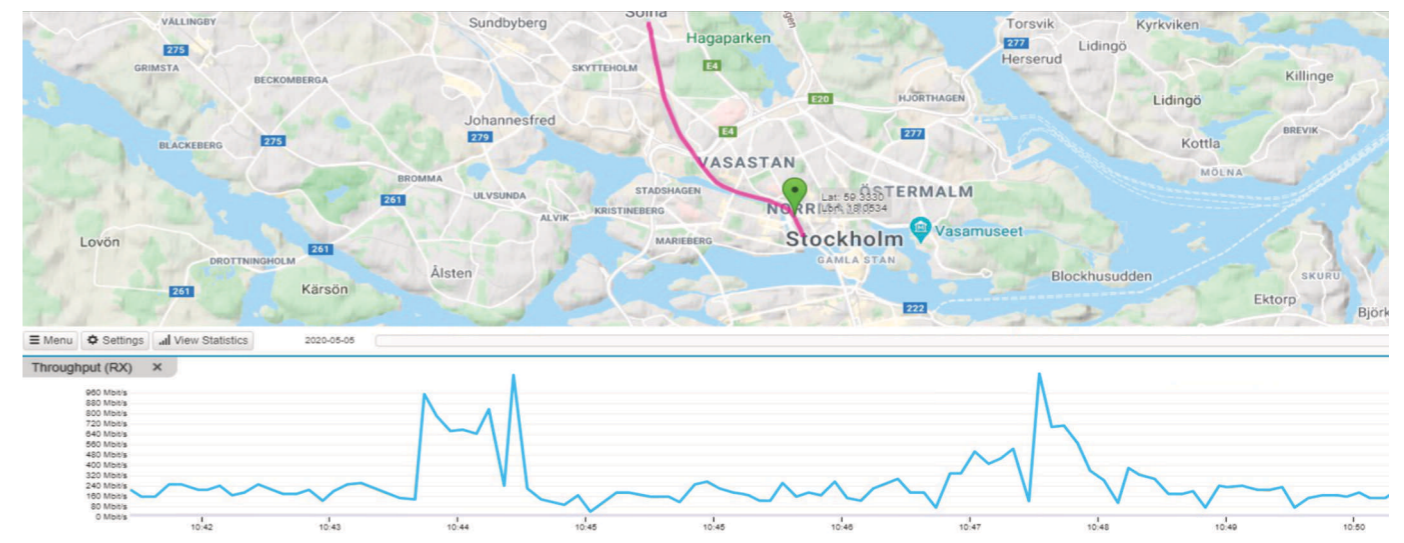 VÄLLINGBY
Sundbyberg
Solna
Hagaparken
Torsvik
Kyrkviken
275
277
Lidingö
Herserud
GRIMSTA
SKYTTEHOLM
E4
Killinge
BECKOMBERGA
E20
HJORTHAGEN
Lidingö
Johannesfred
279
E4
277
BREVIK
BLACKEBERG
275
Kottla
VASASTAN
MÖLNA
BROMMA
ULVSUNDA
STADSHAGEN
Lat: 59.3330
ÖSTERMALM
261
ALVIK
KRISTINEBERG
Lovön
MARIEBERG
Stockholm
Vasamuseet
261
DROTTNINGHOLM
GAMLA STAN
Ålsten
Blockhusudden
SKURU
261
Kärsön
Ektorp
222
Björk
Menu
Settings
View Statistics
2020-05-05
Throughput (RX) ×
960 Mbit/s
880 Mbit/s
800 Mbit/s
720 Mbit/s
640 Mbit/s
560 Mbit/s
480 Mbit/s
400 Mbit/s
320 Mbit/s
240 Mbit/s
160 Mbit/s
80 Mbit/s
0 Mbit/s
10:42 10:43 10:44 10:45 10:45 10:46 10:47 10:48 10:49 10:50